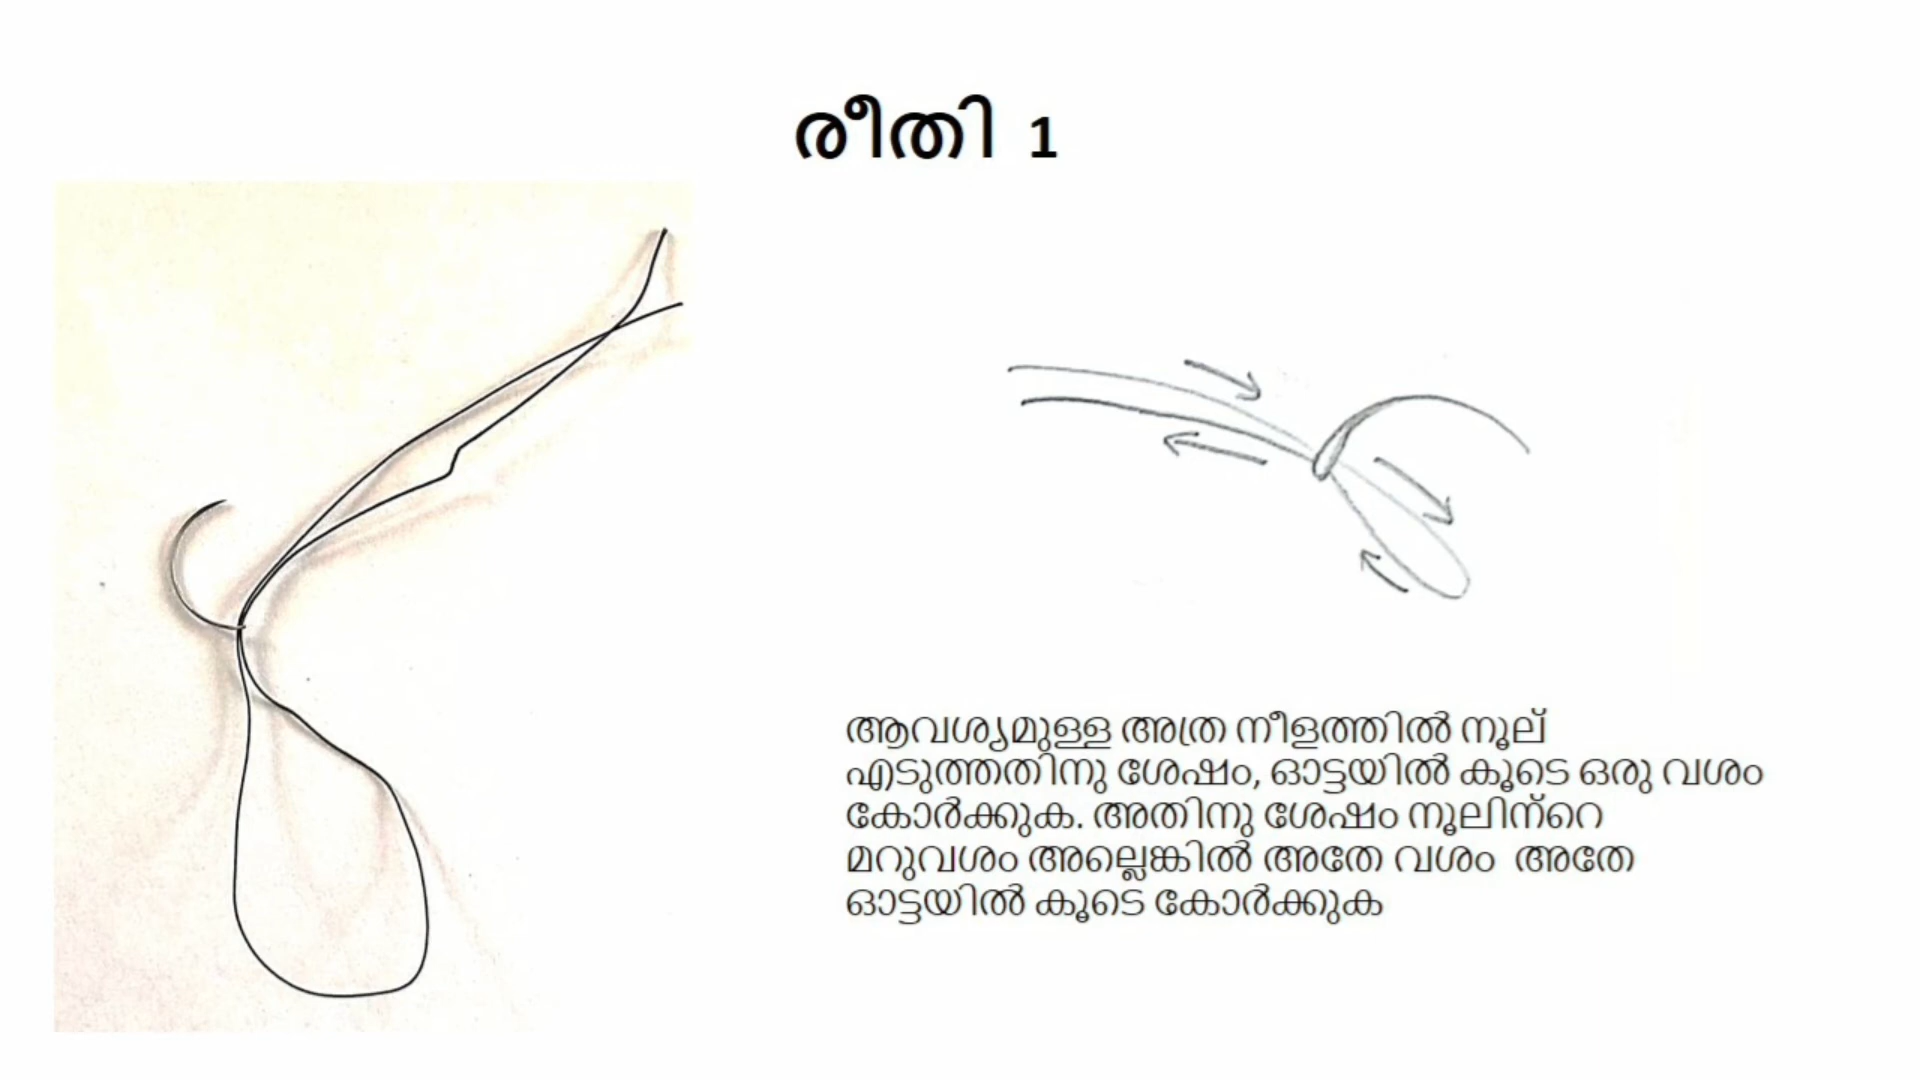 രീതി 1
ആവശ്യമുള്ള അത്ര നീളത്തിൽ നൂല്
എടുത്തതിനു ശേഷം, ഓട്ടയിൽ കൂടെ ഒരു വശം
കോർക്കുക. അതിനു ശേഷം നൂലിന്റെ
മറുവശം അല്ലെങ്കിൽ അതേ വശം അതേ
ഓട്ടയിൽ കൂടെ കോർക്കുക